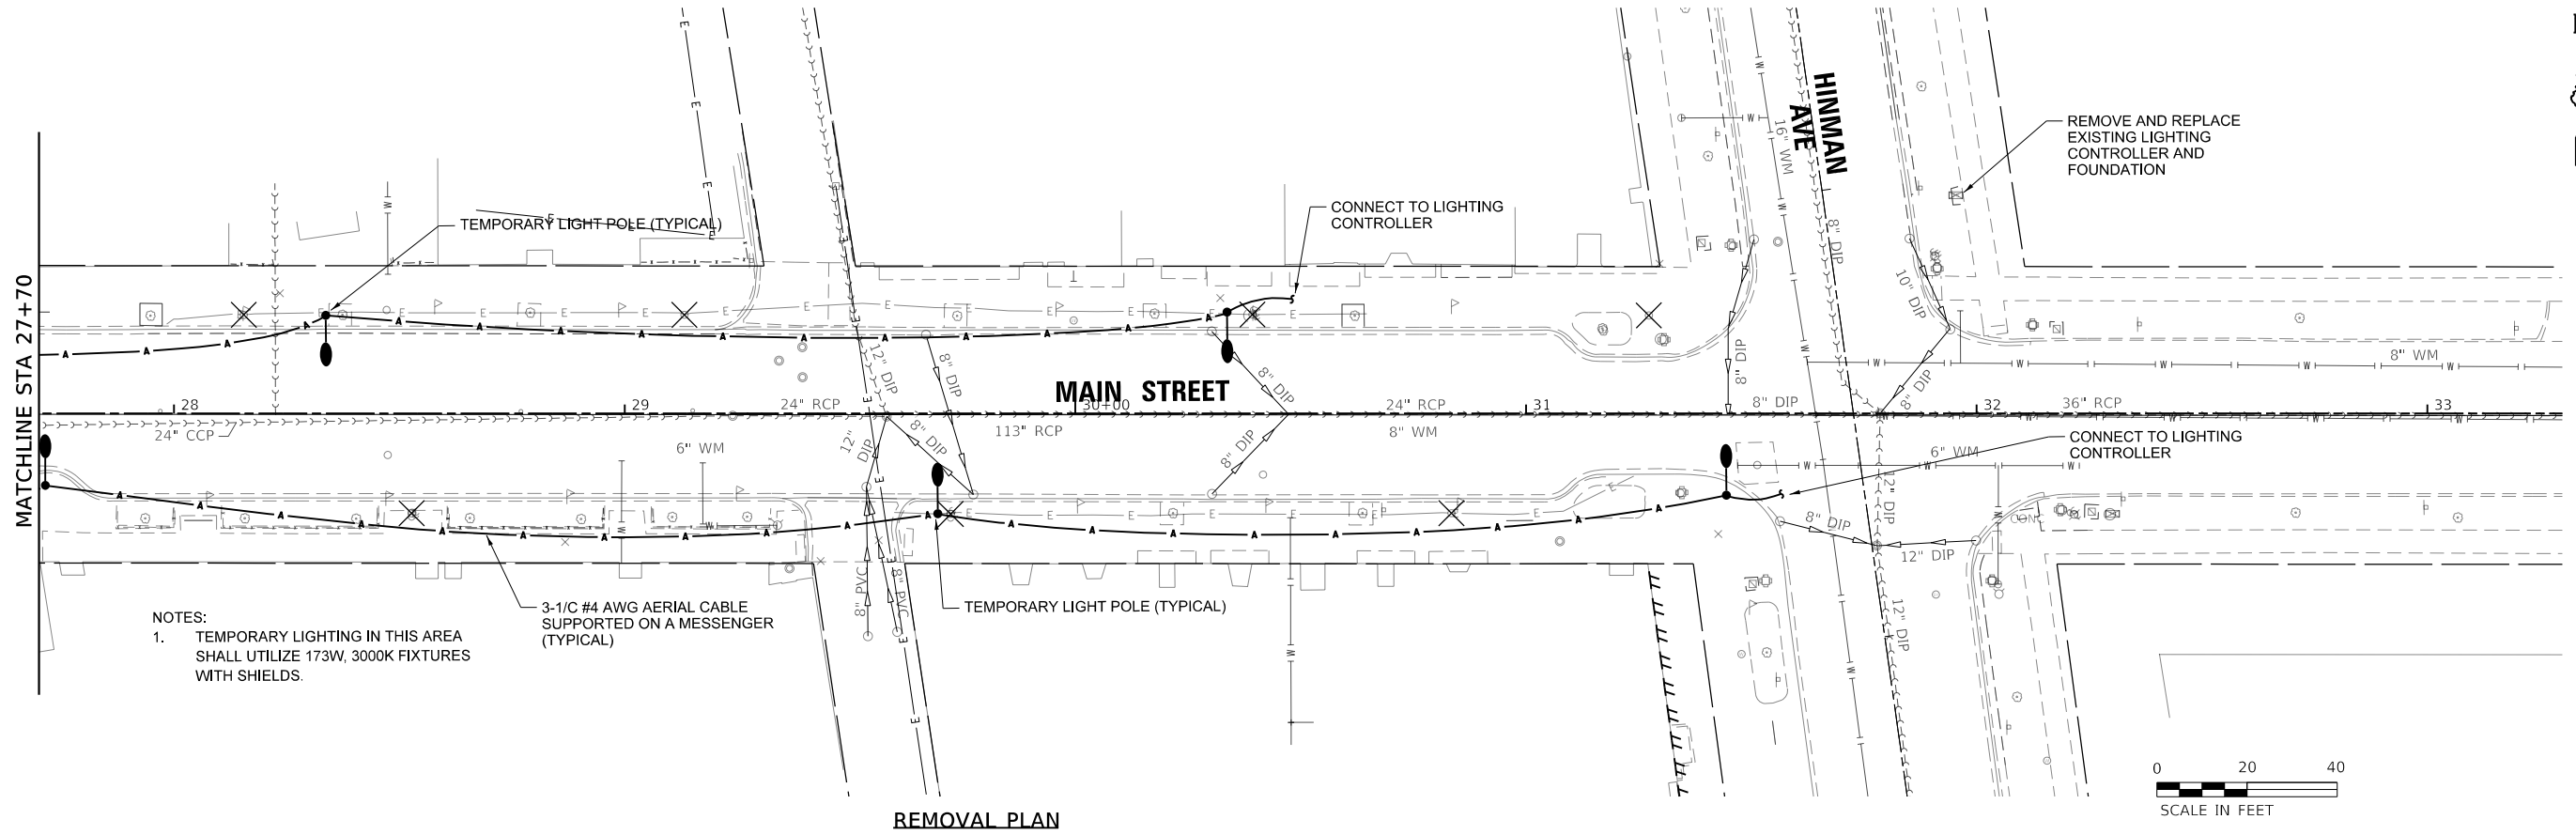 MATCHLINE STA 27+70
TEMPORARY LIGHT POLE (TYPICAL)
CONNECT TO LIGHTING
CONTROLLER
HINMAN
AVE
16" WM
8" DIP
REMOVE AND REPLACE
EXISTING LIGHTING
CONTROLLER AND
FOUNDATION
10" DIP
12" DIP
8" DIP
8" DIP
8" DIP
8" DIP
8" WM
MAIN STREET
28
29
24" RCP
30+00
24" RCP
31
8" DIP
32
36" RCP
33
24" CCP
6" WM
12"
DIP
8" DIP
113" RCP
8" DIP
8" WM
6" WM
CONNECT TO LIGHTING
CONTROLLER
12" DIP
8" DIP
12" DIP
CONC
12" DIP
8" PVC
8" PVC
NOTES:
1. TEMPORARY LIGHTING IN THIS AREA
SHALL UTILIZE 173W, 3000K FIXTURES
WITH SHIELDS.
3-1/C #4 AWG AERIAL CABLE
SUPPORTED ON A MESSENGER
(TYPICAL)
TEMPORARY LIGHT POLE (TYPICAL)
0 20 40
SCALE IN FEET
REMOVAL PLAN